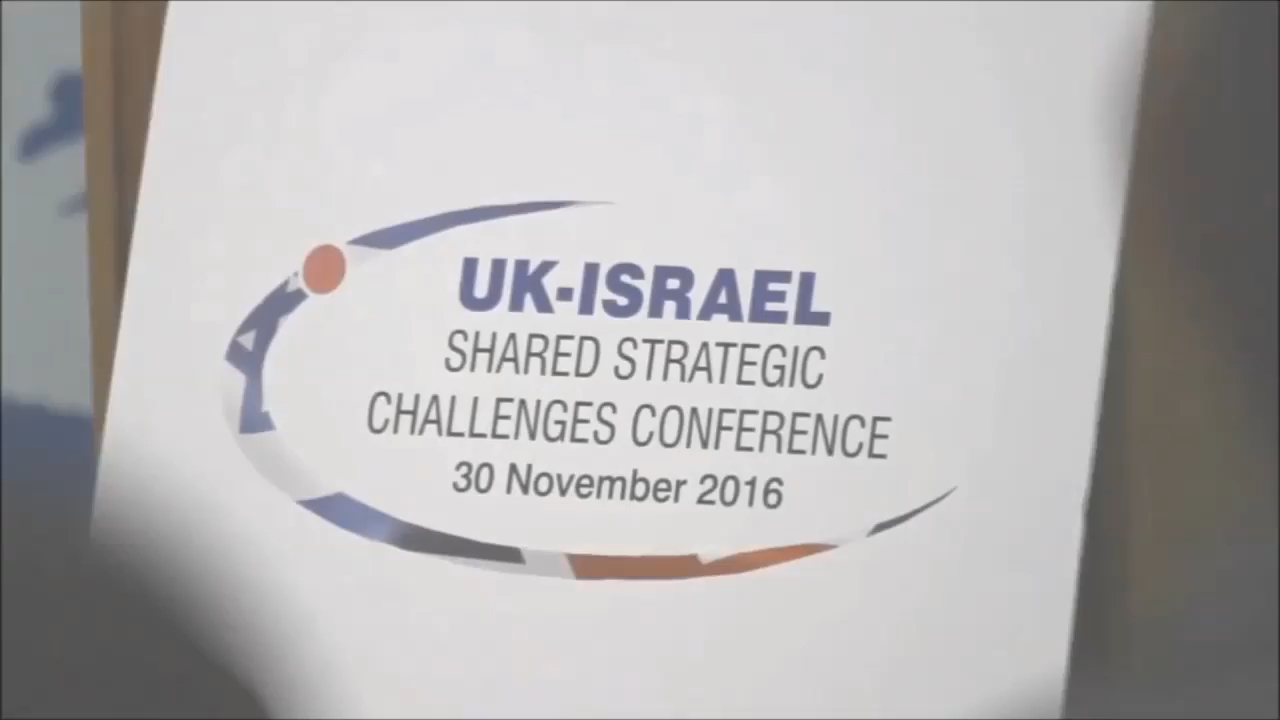 UK-ISRAEL
SHARED STRATEGIC
CHALLENGES CONFERENCE
30 November 2016